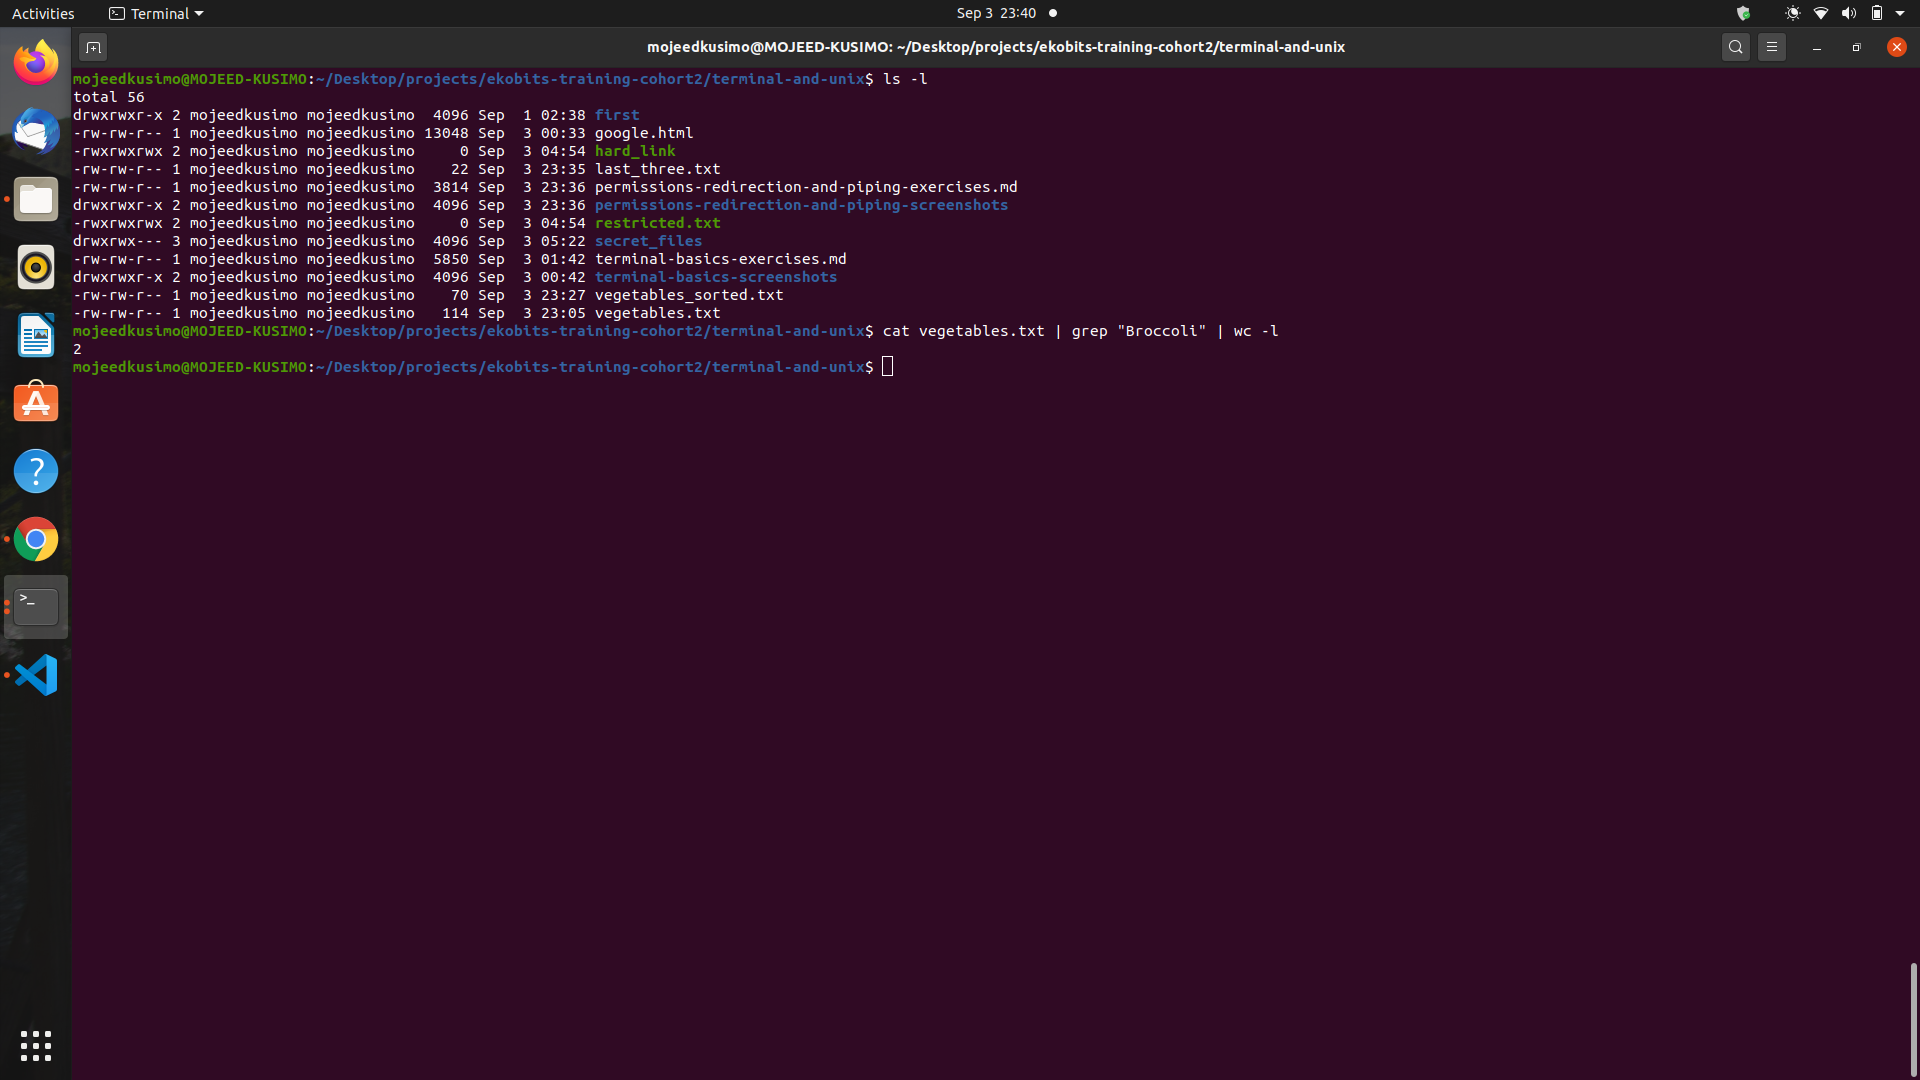 Activities Terminal Sep 3 23:40
mojeedkusimo@MOJEED-KUSIMO: ~/Desktop/projects/ekobits-training-cohort2/terminal-and-unix
mojeedkusimo@MOJEED-KUSIMO:~/Desktop/projects/ekobits-training-cohort2/terminal-and-unix$ ls -l
total 56
drwxrwxr-x 2 mojeedkusimo mojeedkusimo  4096 Sep  1 02:38 first
-rw-rw-r-- 1 mojeedkusimo mojeedkusimo 13048 Sep  3 00:33 google.html
-rwxrwxrwx 2 mojeedkusimo mojeedkusimo     0 Sep  3 04:54 hard_link
-rw-rw-r-- 1 mojeedkusimo mojeedkusimo    22 Sep  3 23:35 last_three.txt
-rw-rw-r-- 1 mojeedkusimo mojeedkusimo  3814 Sep  3 23:36 permissions-redirection-and-piping-exercises.md
drwxrwxr-x 2 mojeedkusimo mojeedkusimo  4096 Sep  3 23:36 permissions-redirection-and-piping-screenshots
-rwxrwxrwx 2 mojeedkusimo mojeedkusimo     0 Sep  3 04:54 restricted.txt
drwxrwx--- 3 mojeedkusimo mojeedkusimo  4096 Sep  3 05:22 secret_files
-rw-rw-r-- 1 mojeedkusimo mojeedkusimo  5850 Sep  3 01:42 terminal-basics-exercises.md
drwxrwxr-x 2 mojeedkusimo mojeedkusimo  4096 Sep  3 00:42 terminal-basics-screenshots
-rw-rw-r-- 1 mojeedkusimo mojeedkusimo    70 Sep  3 23:27 vegetables_sorted.txt
-rw-rw-r-- 1 mojeedkusimo mojeedkusimo   114 Sep  3 23:05 vegetables.txt
mojeedkusimo@MOJEED-KUSIMO:~/Desktop/projects/ekobits-training-cohort2/terminal-and-unix$ cat vegetables.txt | grep "Broccoli" | wc -l
2
mojeedkusimo@MOJEED-KUSIMO:~/Desktop/projects/ekobits-training-cohort2/terminal-and-unix$